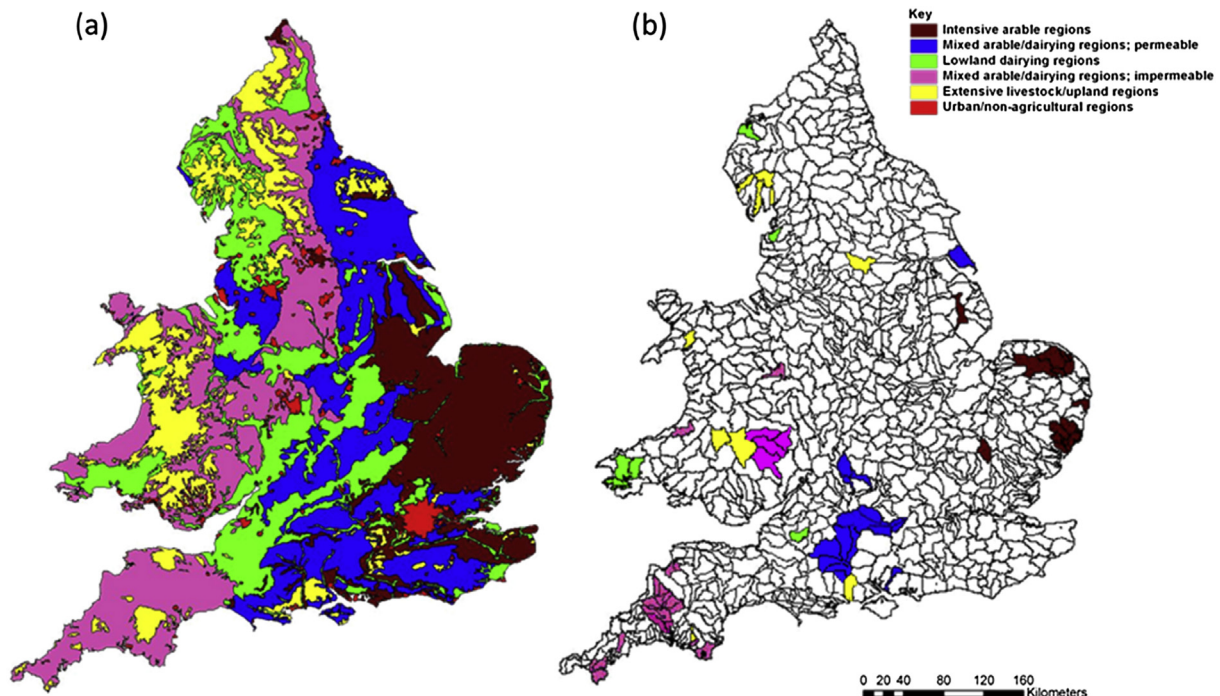 (a)
(b)
Key
Intensive arable regions
Mixed arable/dairying regions; permeable
Lowland dairying regions
Mixed arable/dairying regions; impermeable
Extensive livestock/upland regions
Urban/non-agricultural regions
0 20 40 80 120 160
Kilometers